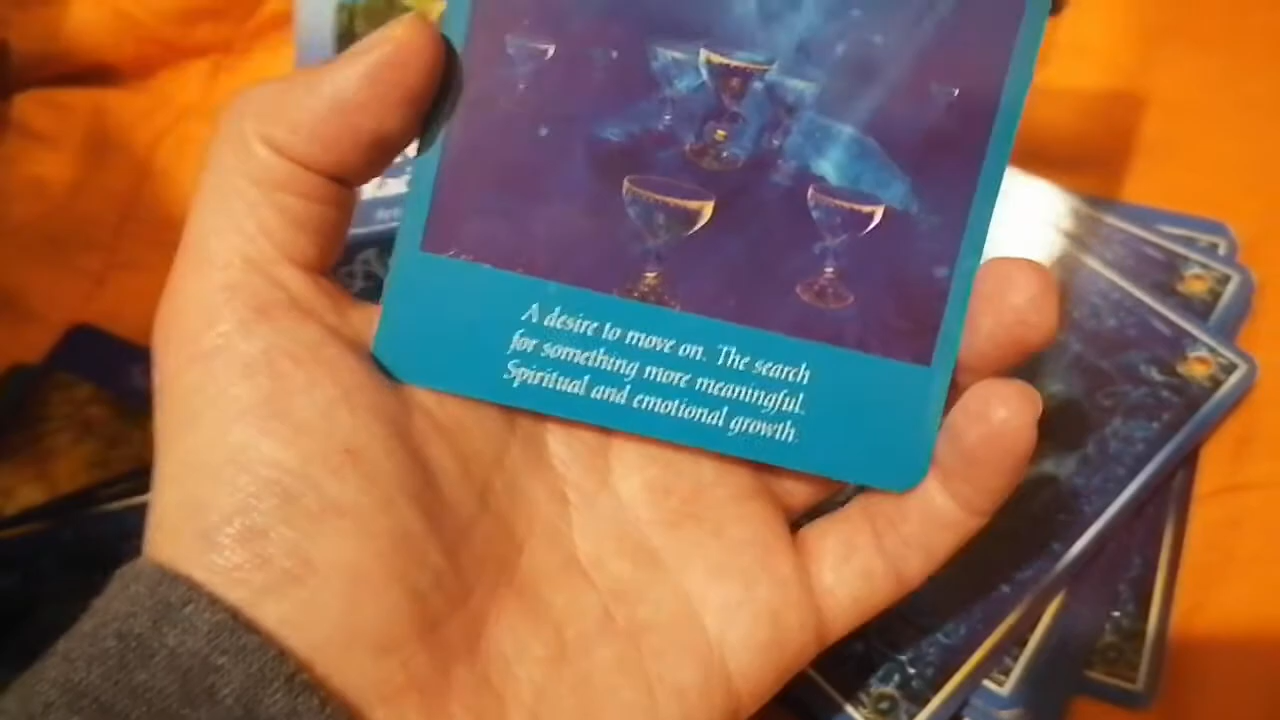 A desire to move on. The search
for something more meaningful.
Spiritual and emotional growth.